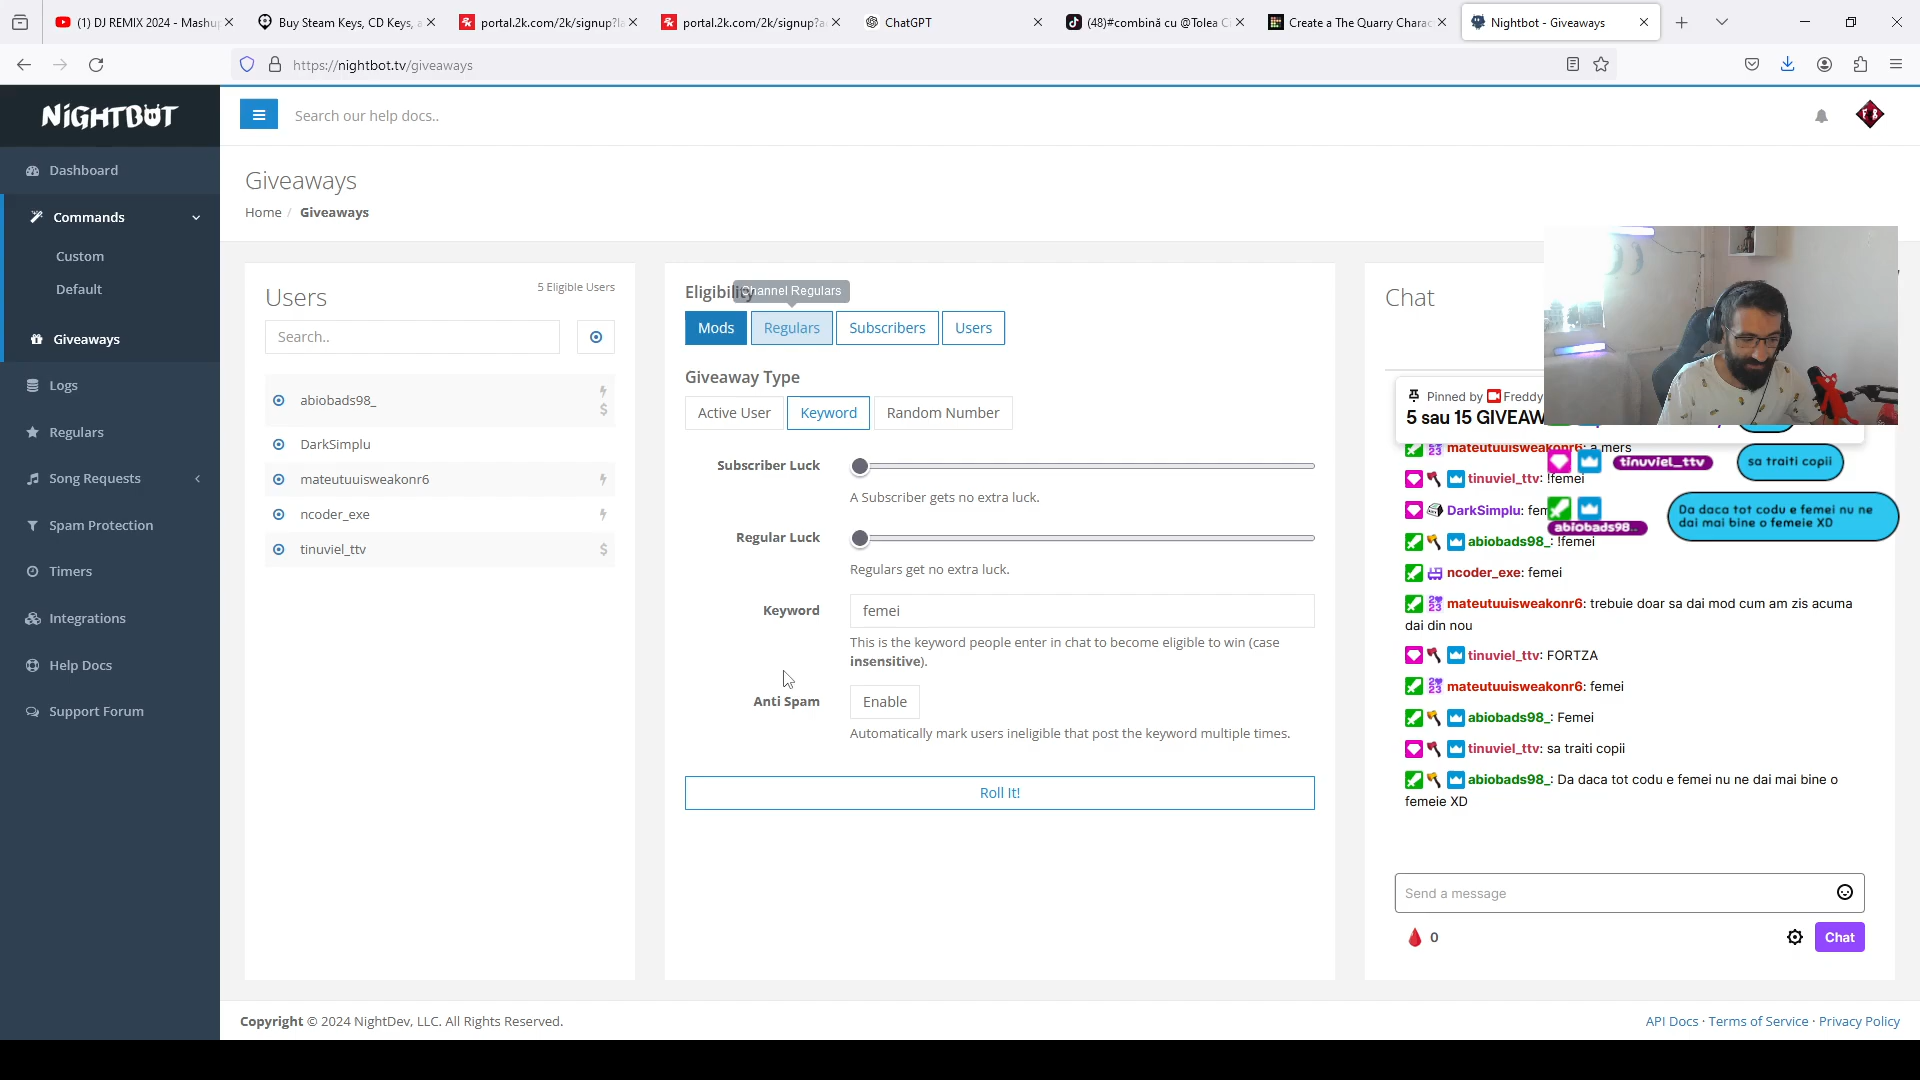 (1) DJ REMIX 2024 - Mashup
Buy Steam Keys, CD Keys, a
portal.2k.com/2k/signup?la
portal.2k.com/2k/signup?a
ChatGPT
(48)#combină cu @Tolea Ci
Create a The Quarry Charac
Nightbot - Giveaways
https://nightbot.tv/giveaways
NiGHTBOT
Search our help docs..
Dashboard
Commands
Custom
Default
Giveaways
Logs
Regulars
Song Requests
Spam Protection
Timers
Integrations
Help Docs
Support Forum
Giveaways
Home / Giveaways
Users
5 Eligible Users
Search..
abiobads98_
DarkSimplu
mateutuuisweakonr6
ncoder_exe
tinuviel_ttv
Eligibility
Channel Regulars
Mods
Regulars
Subscribers
Users
Giveaway Type
Active User
Keyword
Random Number
Subscriber Luck
A Subscriber gets no extra luck.
Regular Luck
Regulars get no extra luck.
Keyword
femei
This is the keyword people enter in chat to become eligible to win (case
insensitive).
Anti Spam
Enable
Automatically mark users ineligible that post the keyword multiple times.
Roll It!
Chat
Pinned by Freddy
5 sau 15 GIVEAW
mateutuuisweakonr6: a mers
tinuviel_ttv: !femei
DarkSimplu: fem
abiobads98_: !femei
ncoder_exe: femei
mateutuuisweakonr6: trebuie doar sa dai mod cum am zis acuma
dai din nou
tinuviel_ttv: FORTZA
mateutuuisweakonr6: femei
abiobads98_: Femei
tinuviel_ttv: sa traiti copii
abiobads98_: Da daca tot codu e femei nu ne dai mai bine o
femeie XD
tinuviel_ttv
sa traiti copii
abiobads98..
Da daca tot codu e femei nu ne
dai mai bine o femeie XD
Send a message
0
Chat
Copyright © 2024 NightDev, LLC. All Rights Reserved.
API Docs · Terms of Service · Privacy Policy